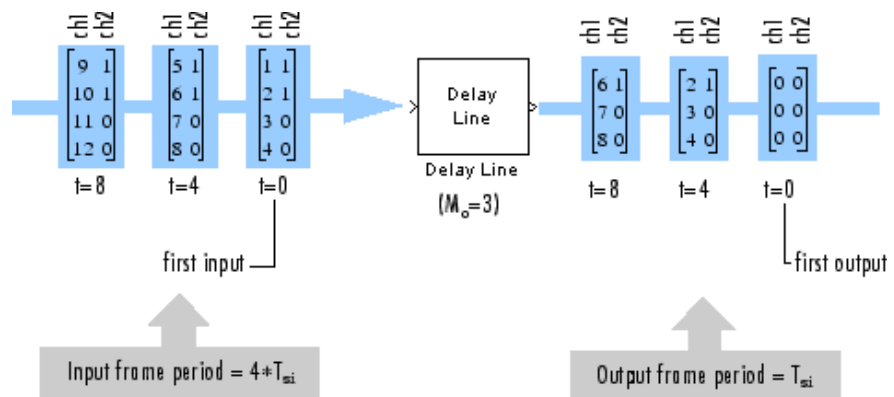 ch1 ch2
ch1 ch2
ch1 ch2
9 1
10 1
11 0
12 0
t=8
5 1
6 1
7 0
8 0
t=4
1 1
2 1
3 0
4 0
t=0
first input
Delay
Line
Delay Line
(Mo=3)
ch1 ch2
ch1 ch2
ch1 ch2
6 1
7 0
8 0
t=8
2 1
3 0
4 0
t=4
0 0
0 0
0 0
t=0
first output
Input frame period = 4*Tsi
Output frame period = Tsi